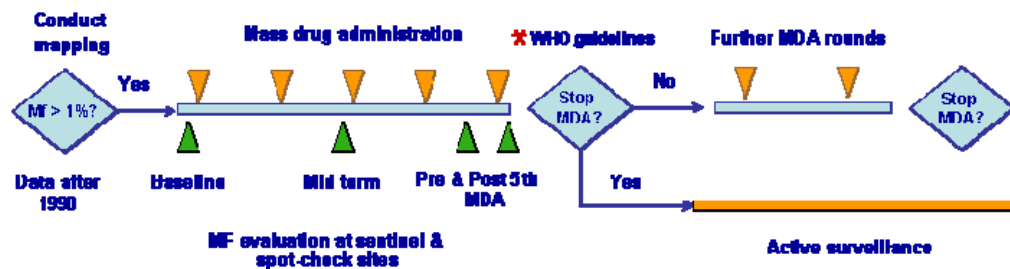 Conduct
mapping
Mass drug administration
* WHO guidelines
Further MDA rounds
Yes
No
Mf > 1%?
Stop
MDA?
Stop
MDA?
Data after
1990
Baseline
Mid term
Pre & Post 5th
MDA
Yes
MF evaluation at sentinel &
spot-check sites
Active surveillance